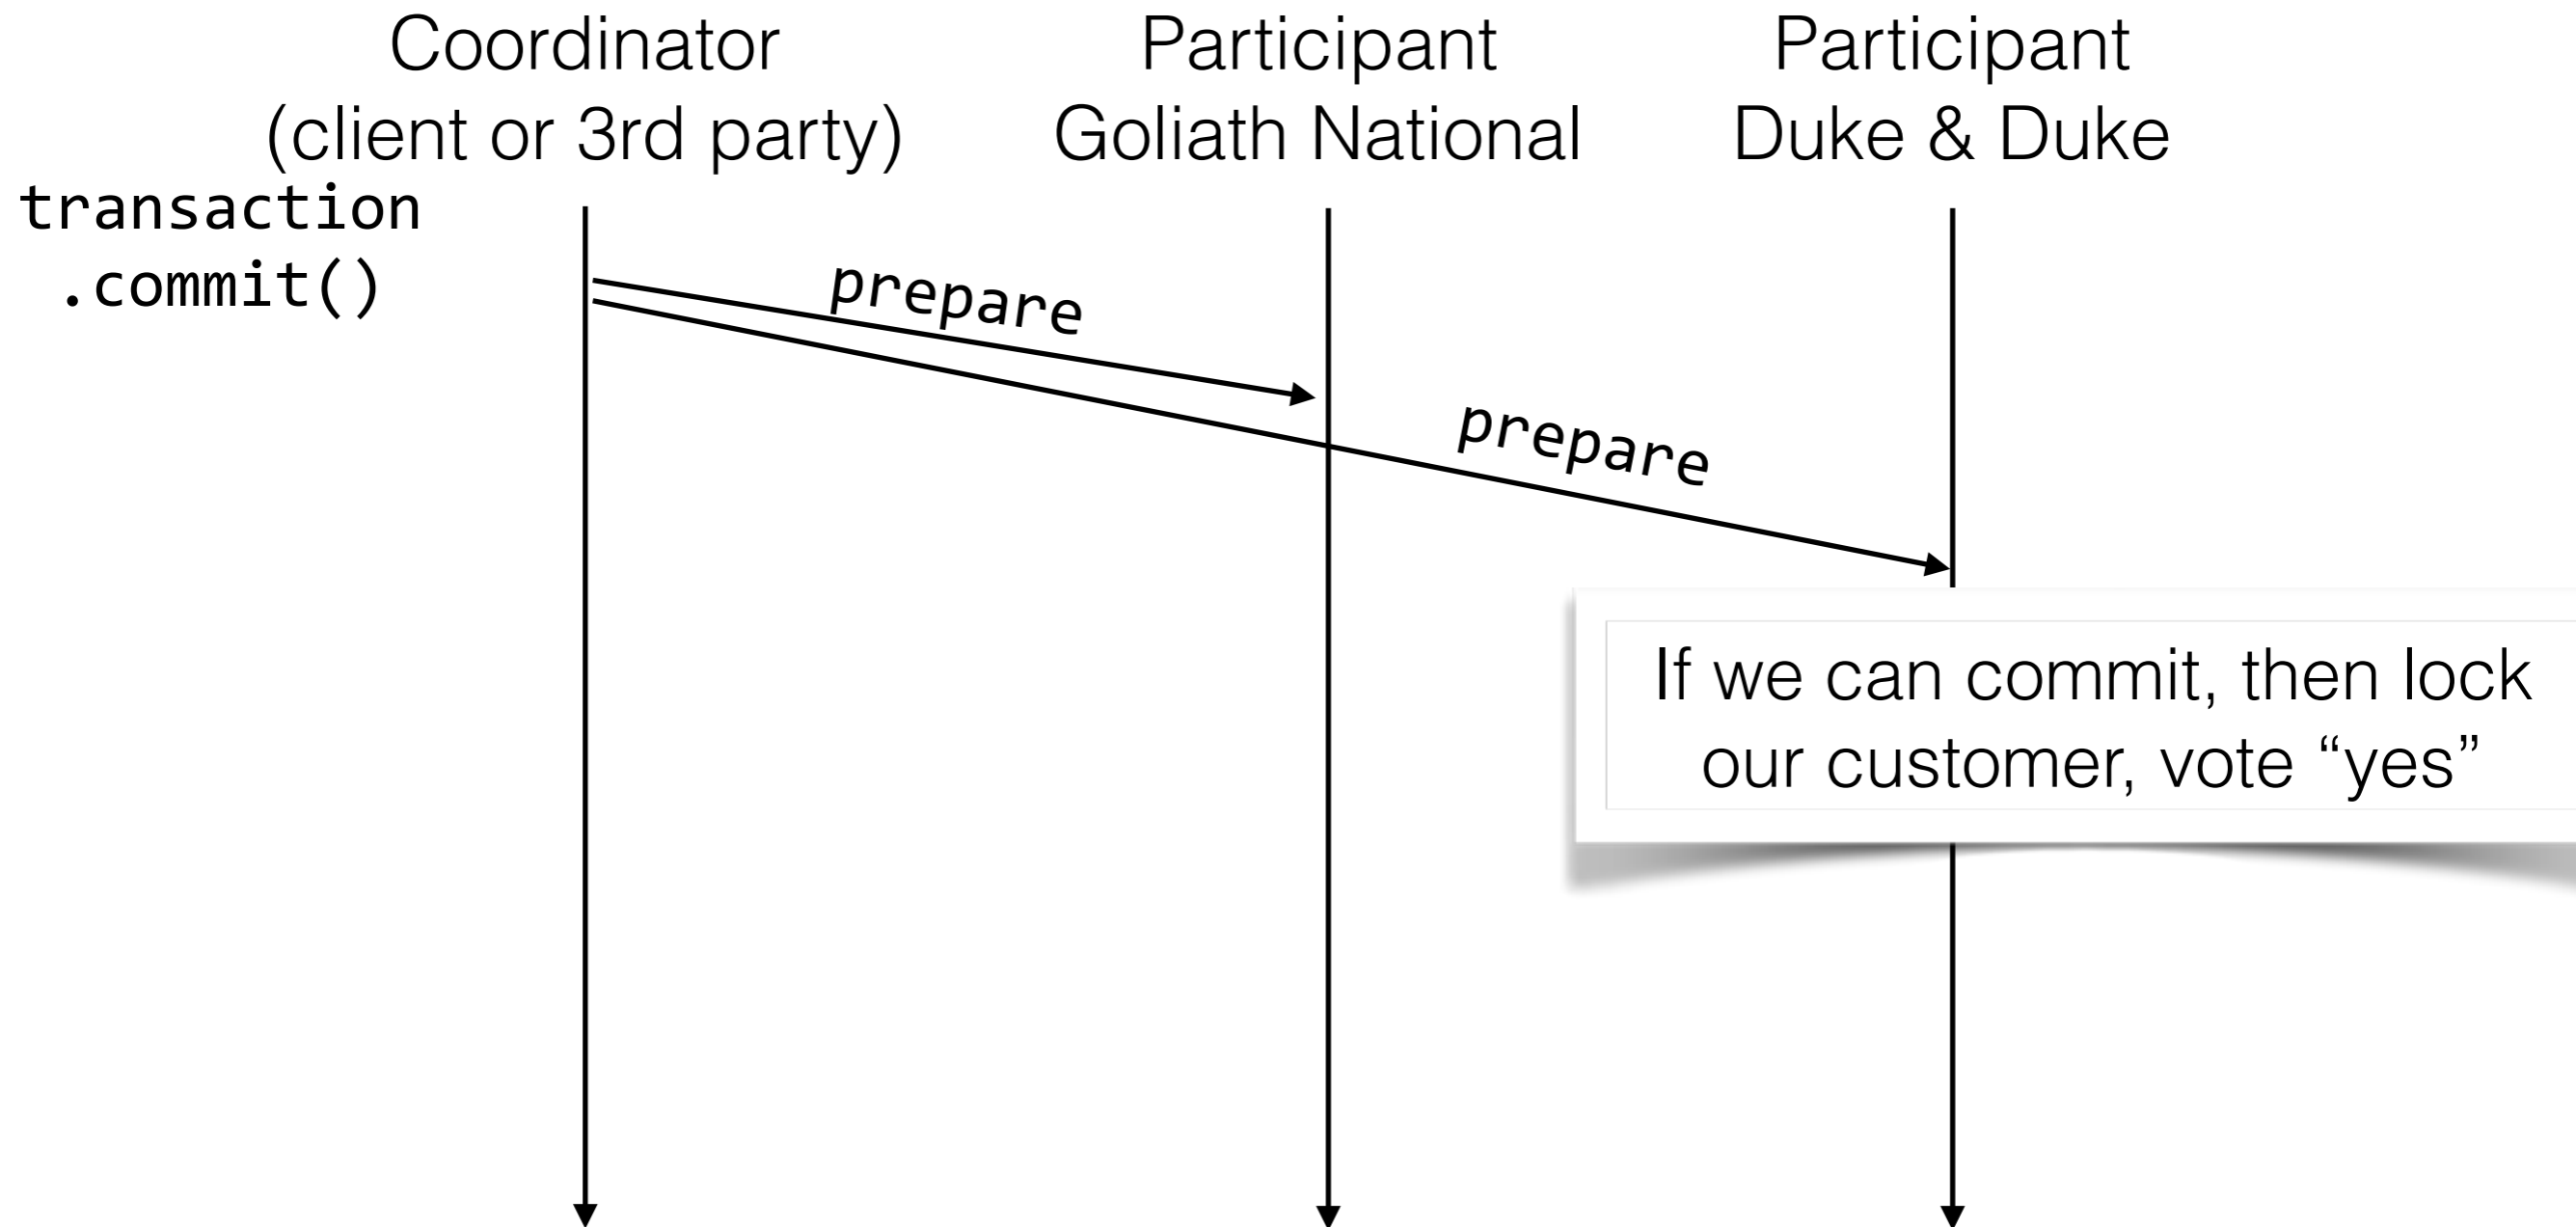 Coordinator
(client or 3rd party)
Participant
Goliath National
Participant
Duke & Duke
transaction
.commit()
prepare
prepare
If we can commit, then lock
our customer, vote “yes”